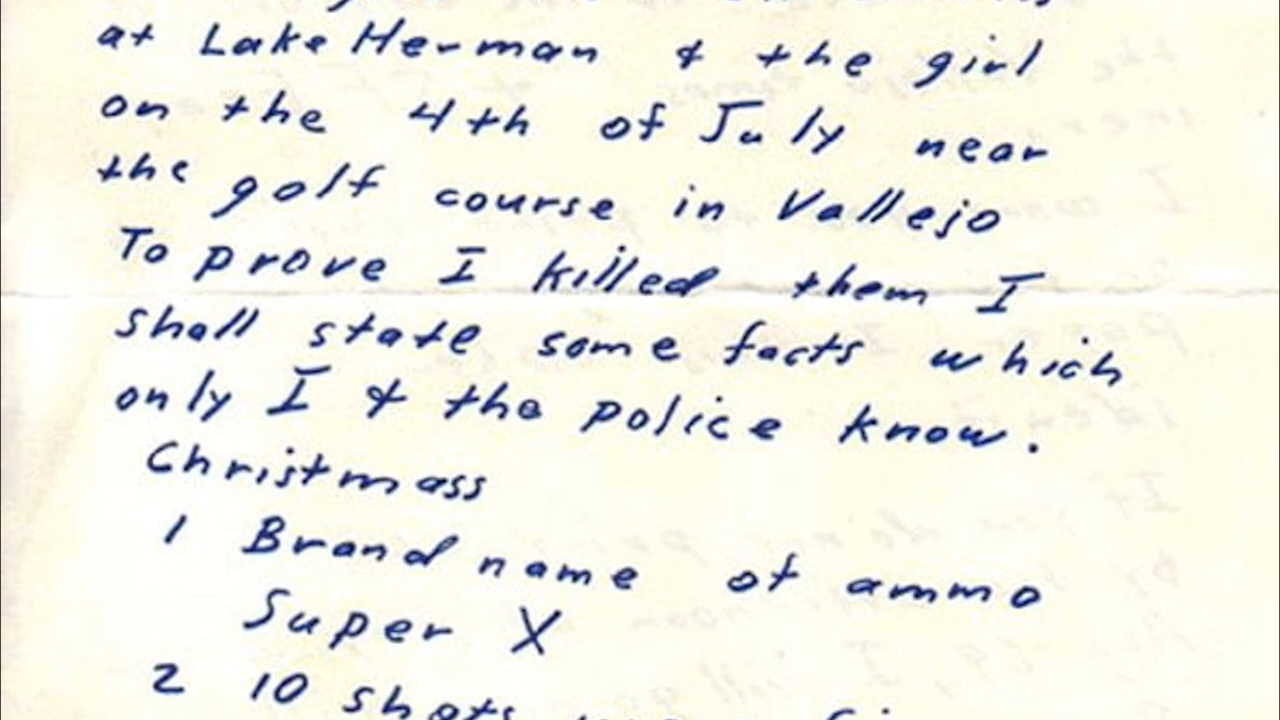 at Lake Herman & the girl
on the 4th of July near
the golf course in Vallejo
To prove I killed them I
shall state some facts which
only I & the police know.
Christmass
1 Brand name of ammo
Super X
2 10 shots